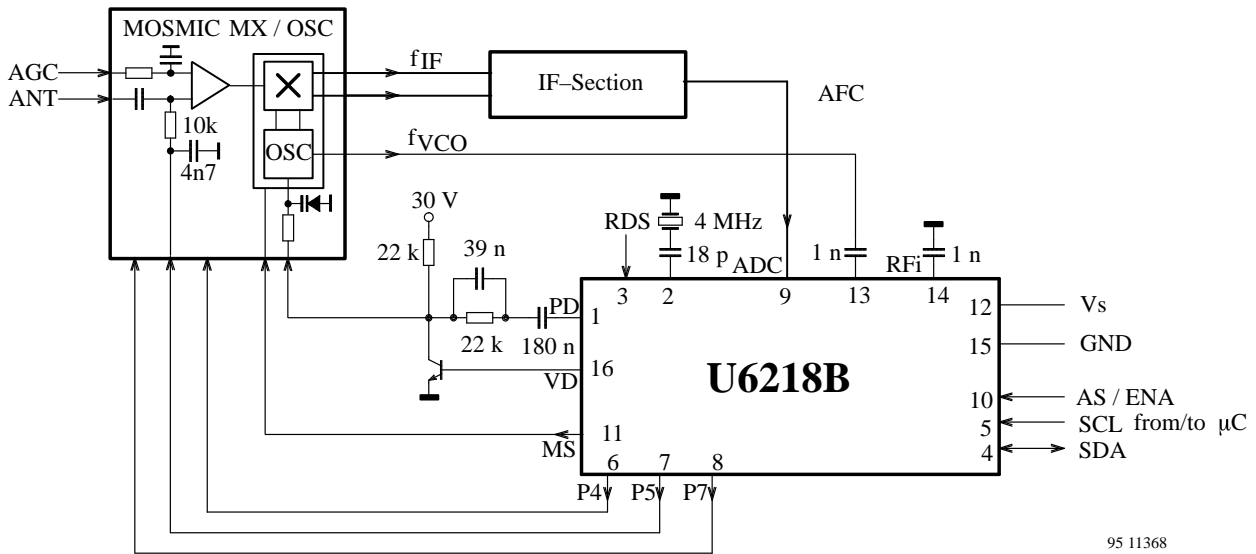 MOSMIC MX / OSC
AGC
ANT
10k
4n7
OSC
fIF
IF–Section
AFC
fVCO
30 V
22 k
39 n
PD
22 k
180 n
VD
MS
RDS
4 MHz
18 p
ADC
1 n
RFi
1 n
3
2
9
13
14
1
16
11
6
7
8
12
15
10
5
4
U6218B
Vs
GND
AS / ENA
SCL from/to µC
SDA
P4
P5
P7
95 11368